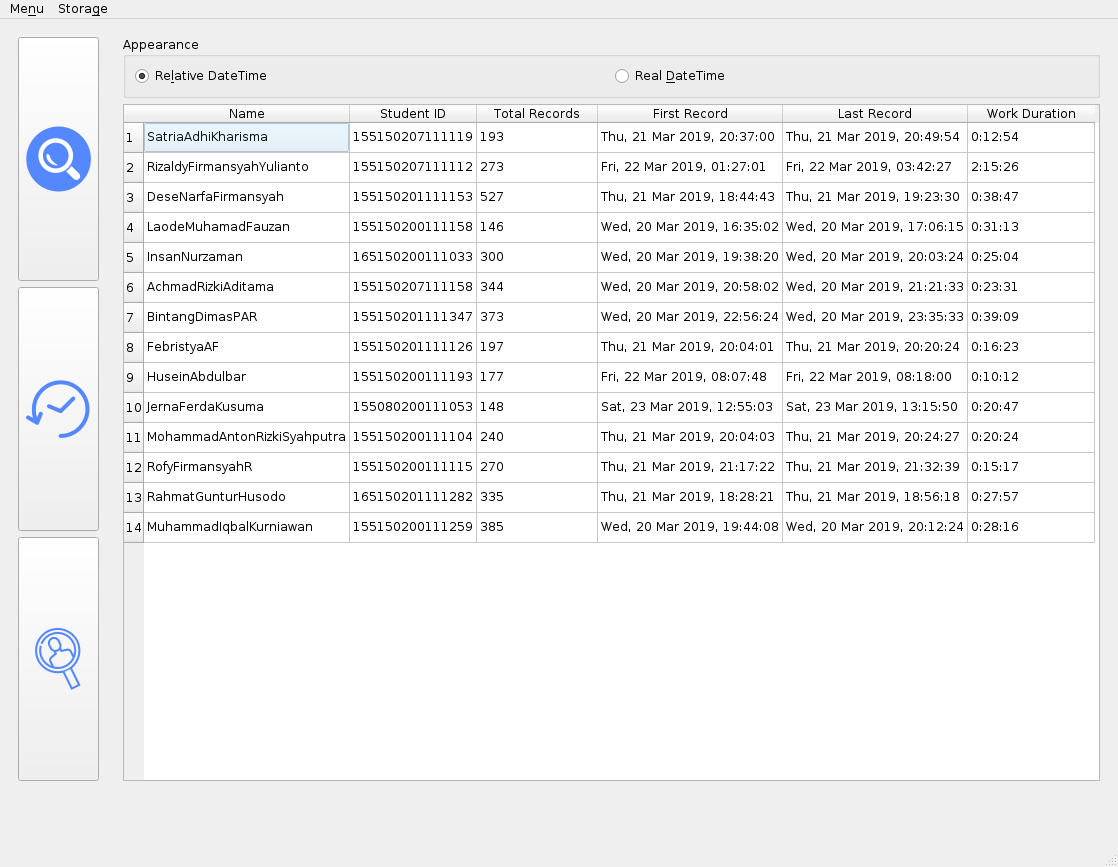 Menu Storage
Appearance
Relative DateTime Real DateTime
Name Student ID Total Records First Record Last Record Work Duration
1 SatriaAdhiKharisma 155150207111119 193 Thu, 21 Mar 2019, 20:37:00 Thu, 21 Mar 2019, 20:49:54 0:12:54
2 RizaldyFirmansyahYulianto 155150207111112 273 Fri, 22 Mar 2019, 01:27:01 Fri, 22 Mar 2019, 03:42:27 2:15:26
3 DeseNarfaFirmansyah 155150201111153 527 Thu, 21 Mar 2019, 18:44:43 Thu, 21 Mar 2019, 19:23:30 0:38:47
4 LaodeMuhamadFauzan 155150200111158 146 Wed, 20 Mar 2019, 16:35:02 Wed, 20 Mar 2019, 17:06:15 0:31:13
5 InsanNurzaman 165150200111033 300 Wed, 20 Mar 2019, 19:38:20 Wed, 20 Mar 2019, 20:03:24 0:25:04
6 AchmadRizkiAditama 155150207111158 344 Wed, 20 Mar 2019, 20:58:02 Wed, 20 Mar 2019, 21:21:33 0:23:31
7 BintangDimasPAR 155150201111347 373 Wed, 20 Mar 2019, 22:56:24 Wed, 20 Mar 2019, 23:35:33 0:39:09
8 FebristyaAF 155150201111126 197 Thu, 21 Mar 2019, 20:04:01 Thu, 21 Mar 2019, 20:20:24 0:16:23
9 HuseinAbdulbar 155150200111193 177 Fri, 22 Mar 2019, 08:07:48 Fri, 22 Mar 2019, 08:18:00 0:10:12
10 JernaFerdaKusuma 155080200111053 148 Sat, 23 Mar 2019, 12:55:03 Sat, 23 Mar 2019, 13:15:50 0:20:47
11 MohammadAntonRizkiSyahputra 155150200111104 240 Thu, 21 Mar 2019, 20:04:03 Thu, 21 Mar 2019, 20:24:27 0:20:24
12 RofyFirmansyahR 155150200111115 270 Thu, 21 Mar 2019, 21:17:22 Thu, 21 Mar 2019, 21:32:39 0:15:17
13 RahmatGunturHusodo 165150201111282 335 Thu, 21 Mar 2019, 18:28:21 Thu, 21 Mar 2019, 18:56:18 0:27:57
14 MuhammadIqbalKurniawan 155150200111259 385 Wed, 20 Mar 2019, 19:44:08 Wed, 20 Mar 2019, 20:12:24 0:28:16